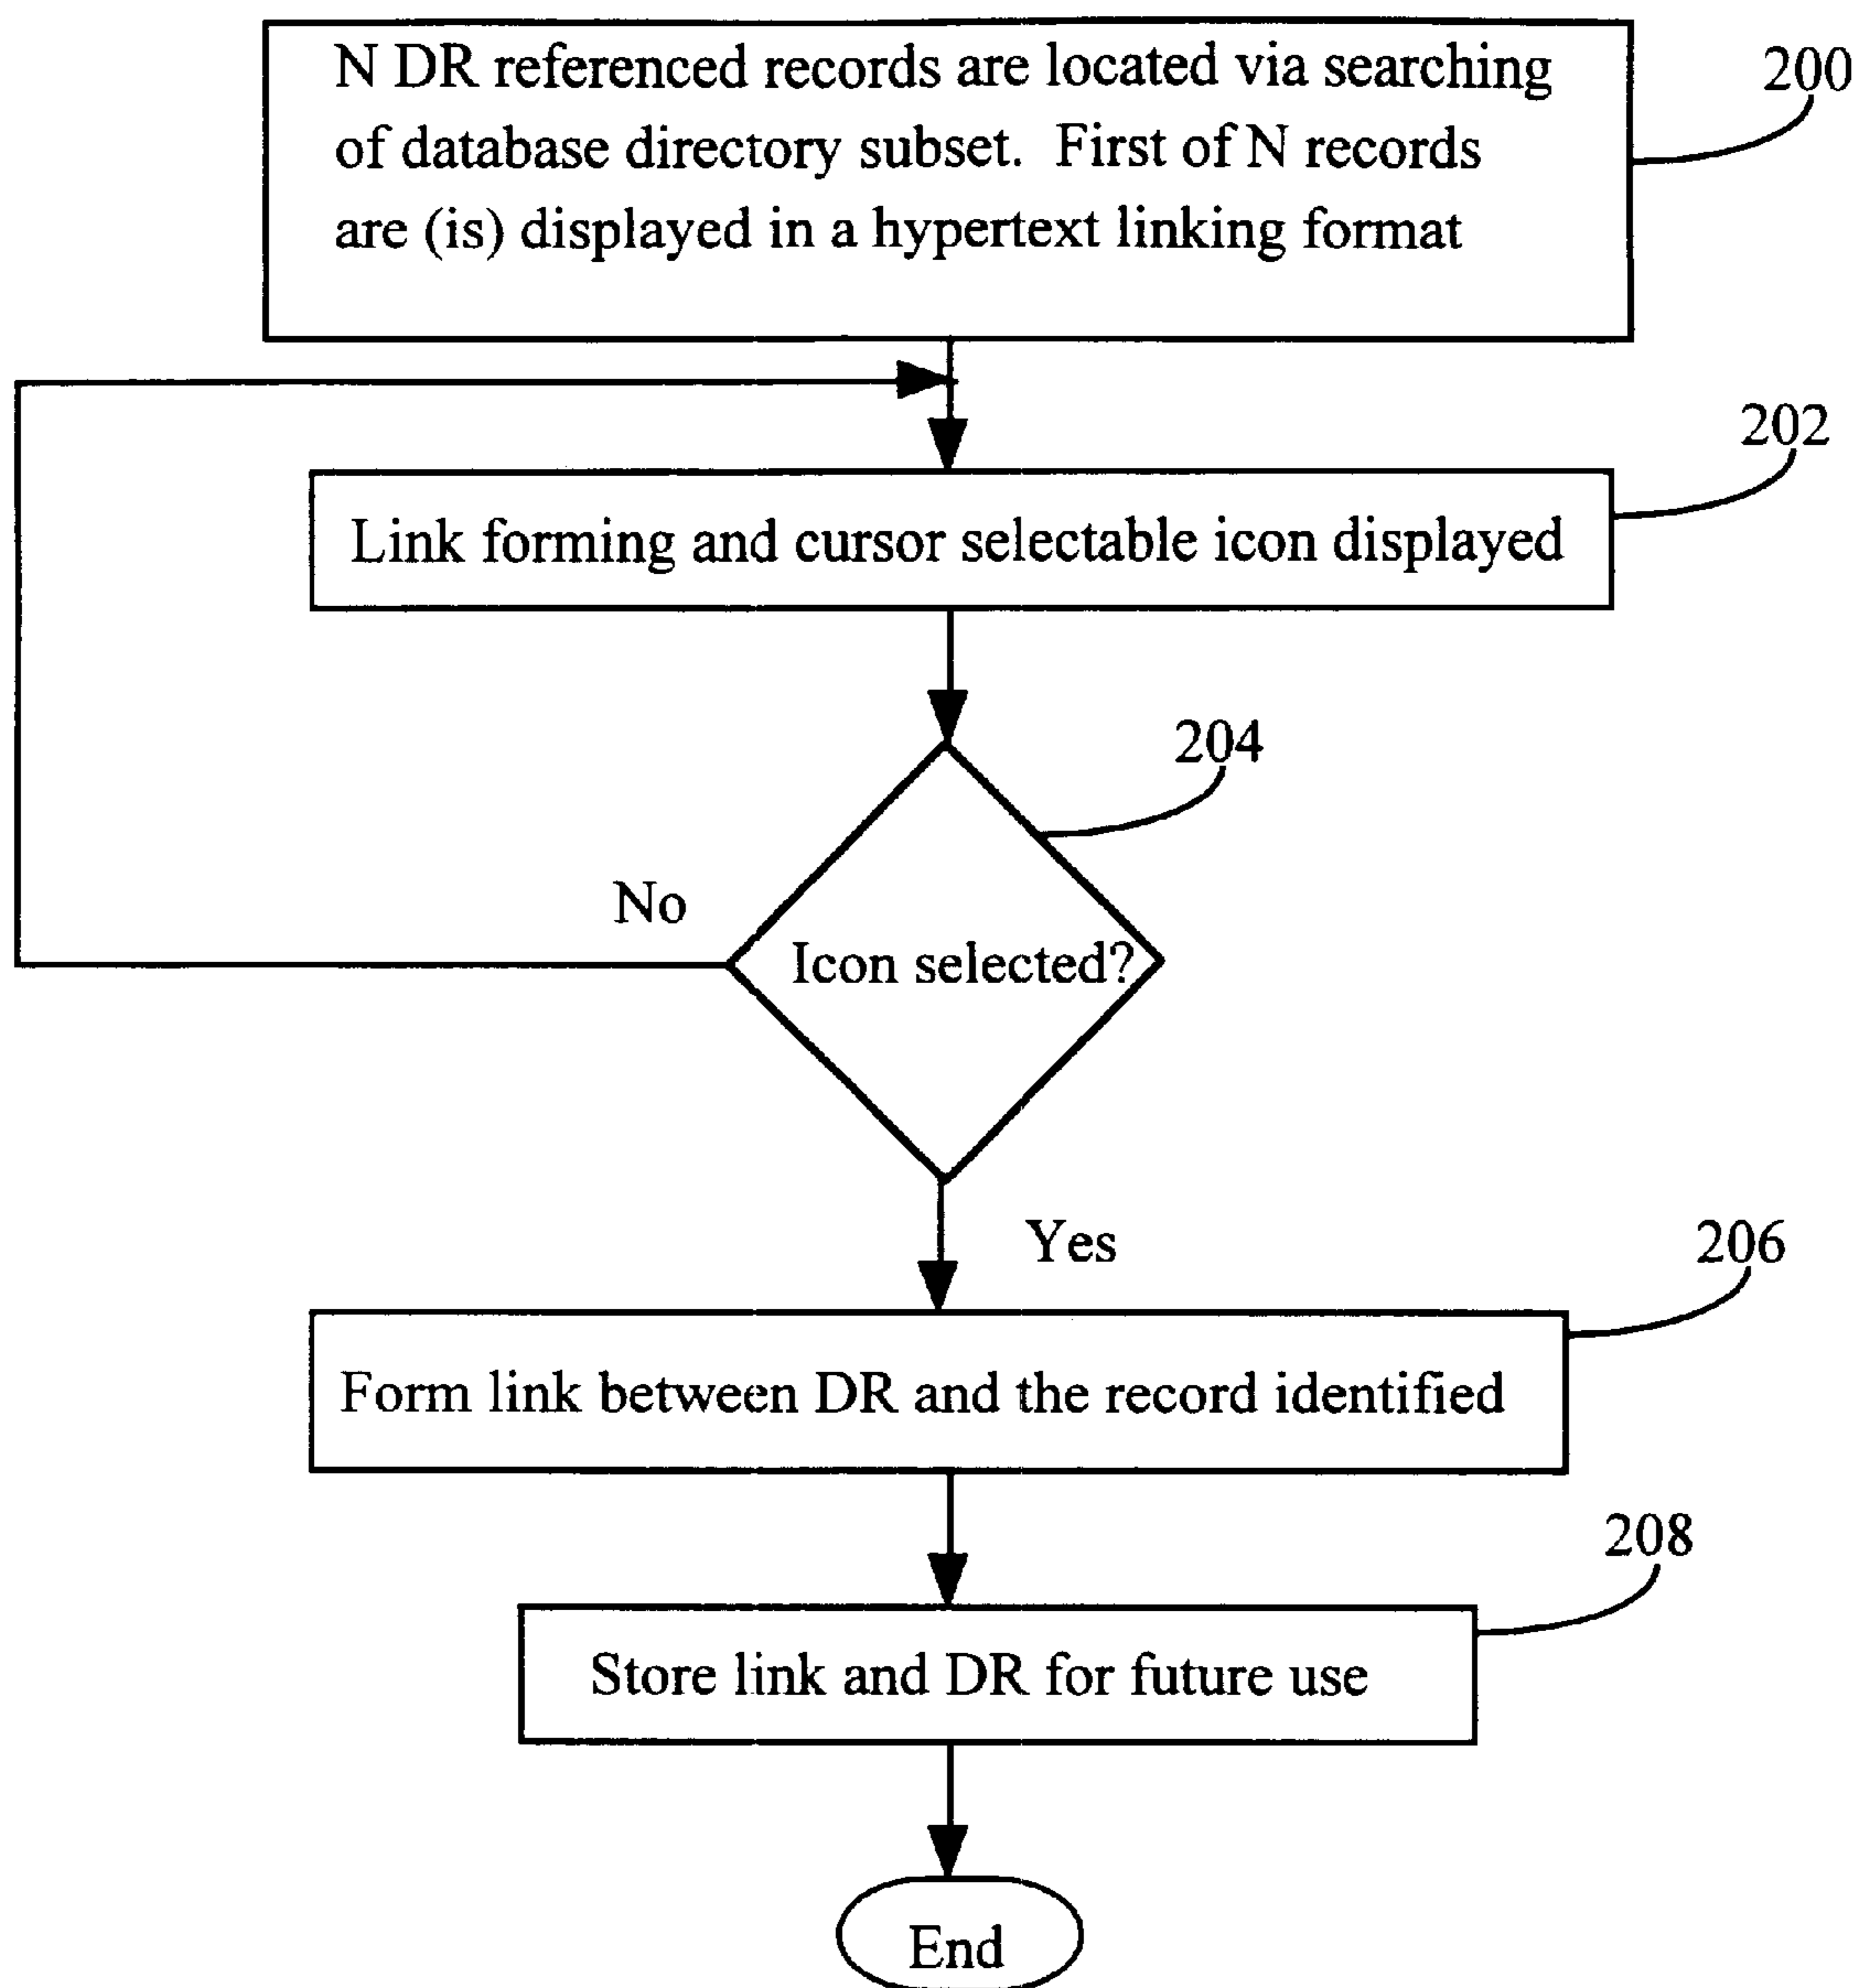 N DR referenced records are located via searching
of database directory subset. First of N records
are (is) displayed in a hypertext linking format
200
202
Link forming and cursor selectable icon displayed
204
No
Icon selected?
Yes
206
Form link between DR and the record identified
208
Store link and DR for future use
End